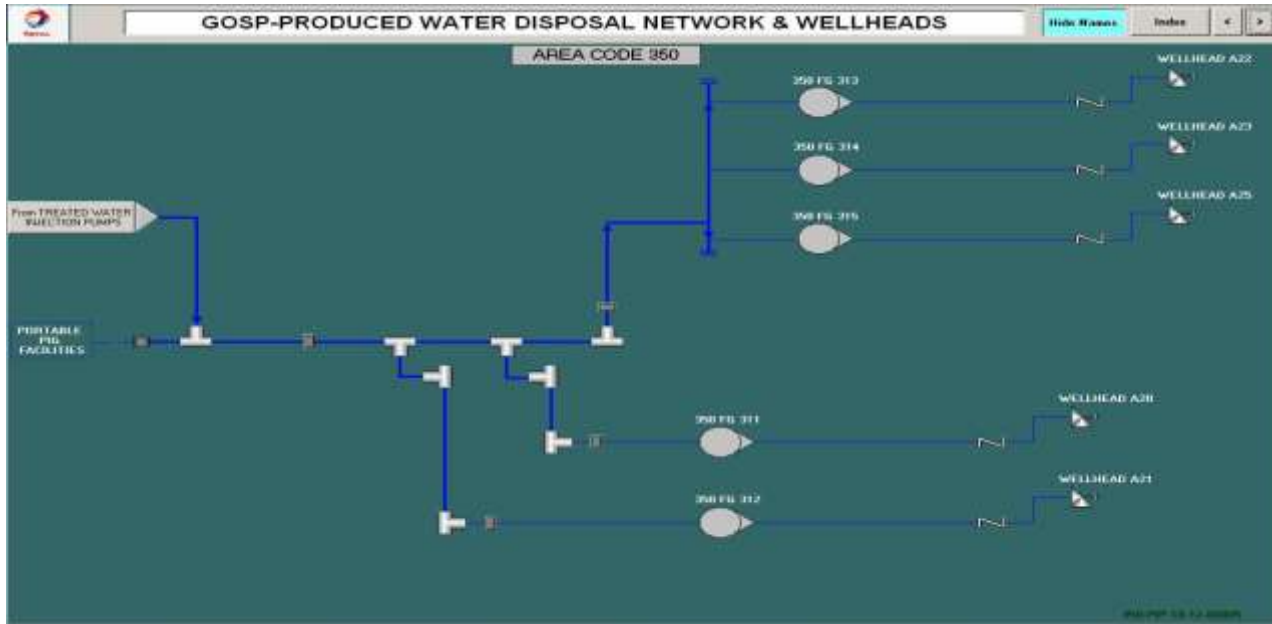 GOSP-PRODUCED WATER DISPOSAL NETWORK & WELLHEADS
Hide Names
Index
<
>
AREA CODE 350
WELLHEAD A22
350 FG 313
WELLHEAD A23
350 FG 314
WELLHEAD A25
350 FG 315
From TREATED WATER
INJECTION PUMPS
PORTABLE
PIG
FACILITIES
WELLHEAD A20
350 FG 311
WELLHEAD A21
350 FG 312